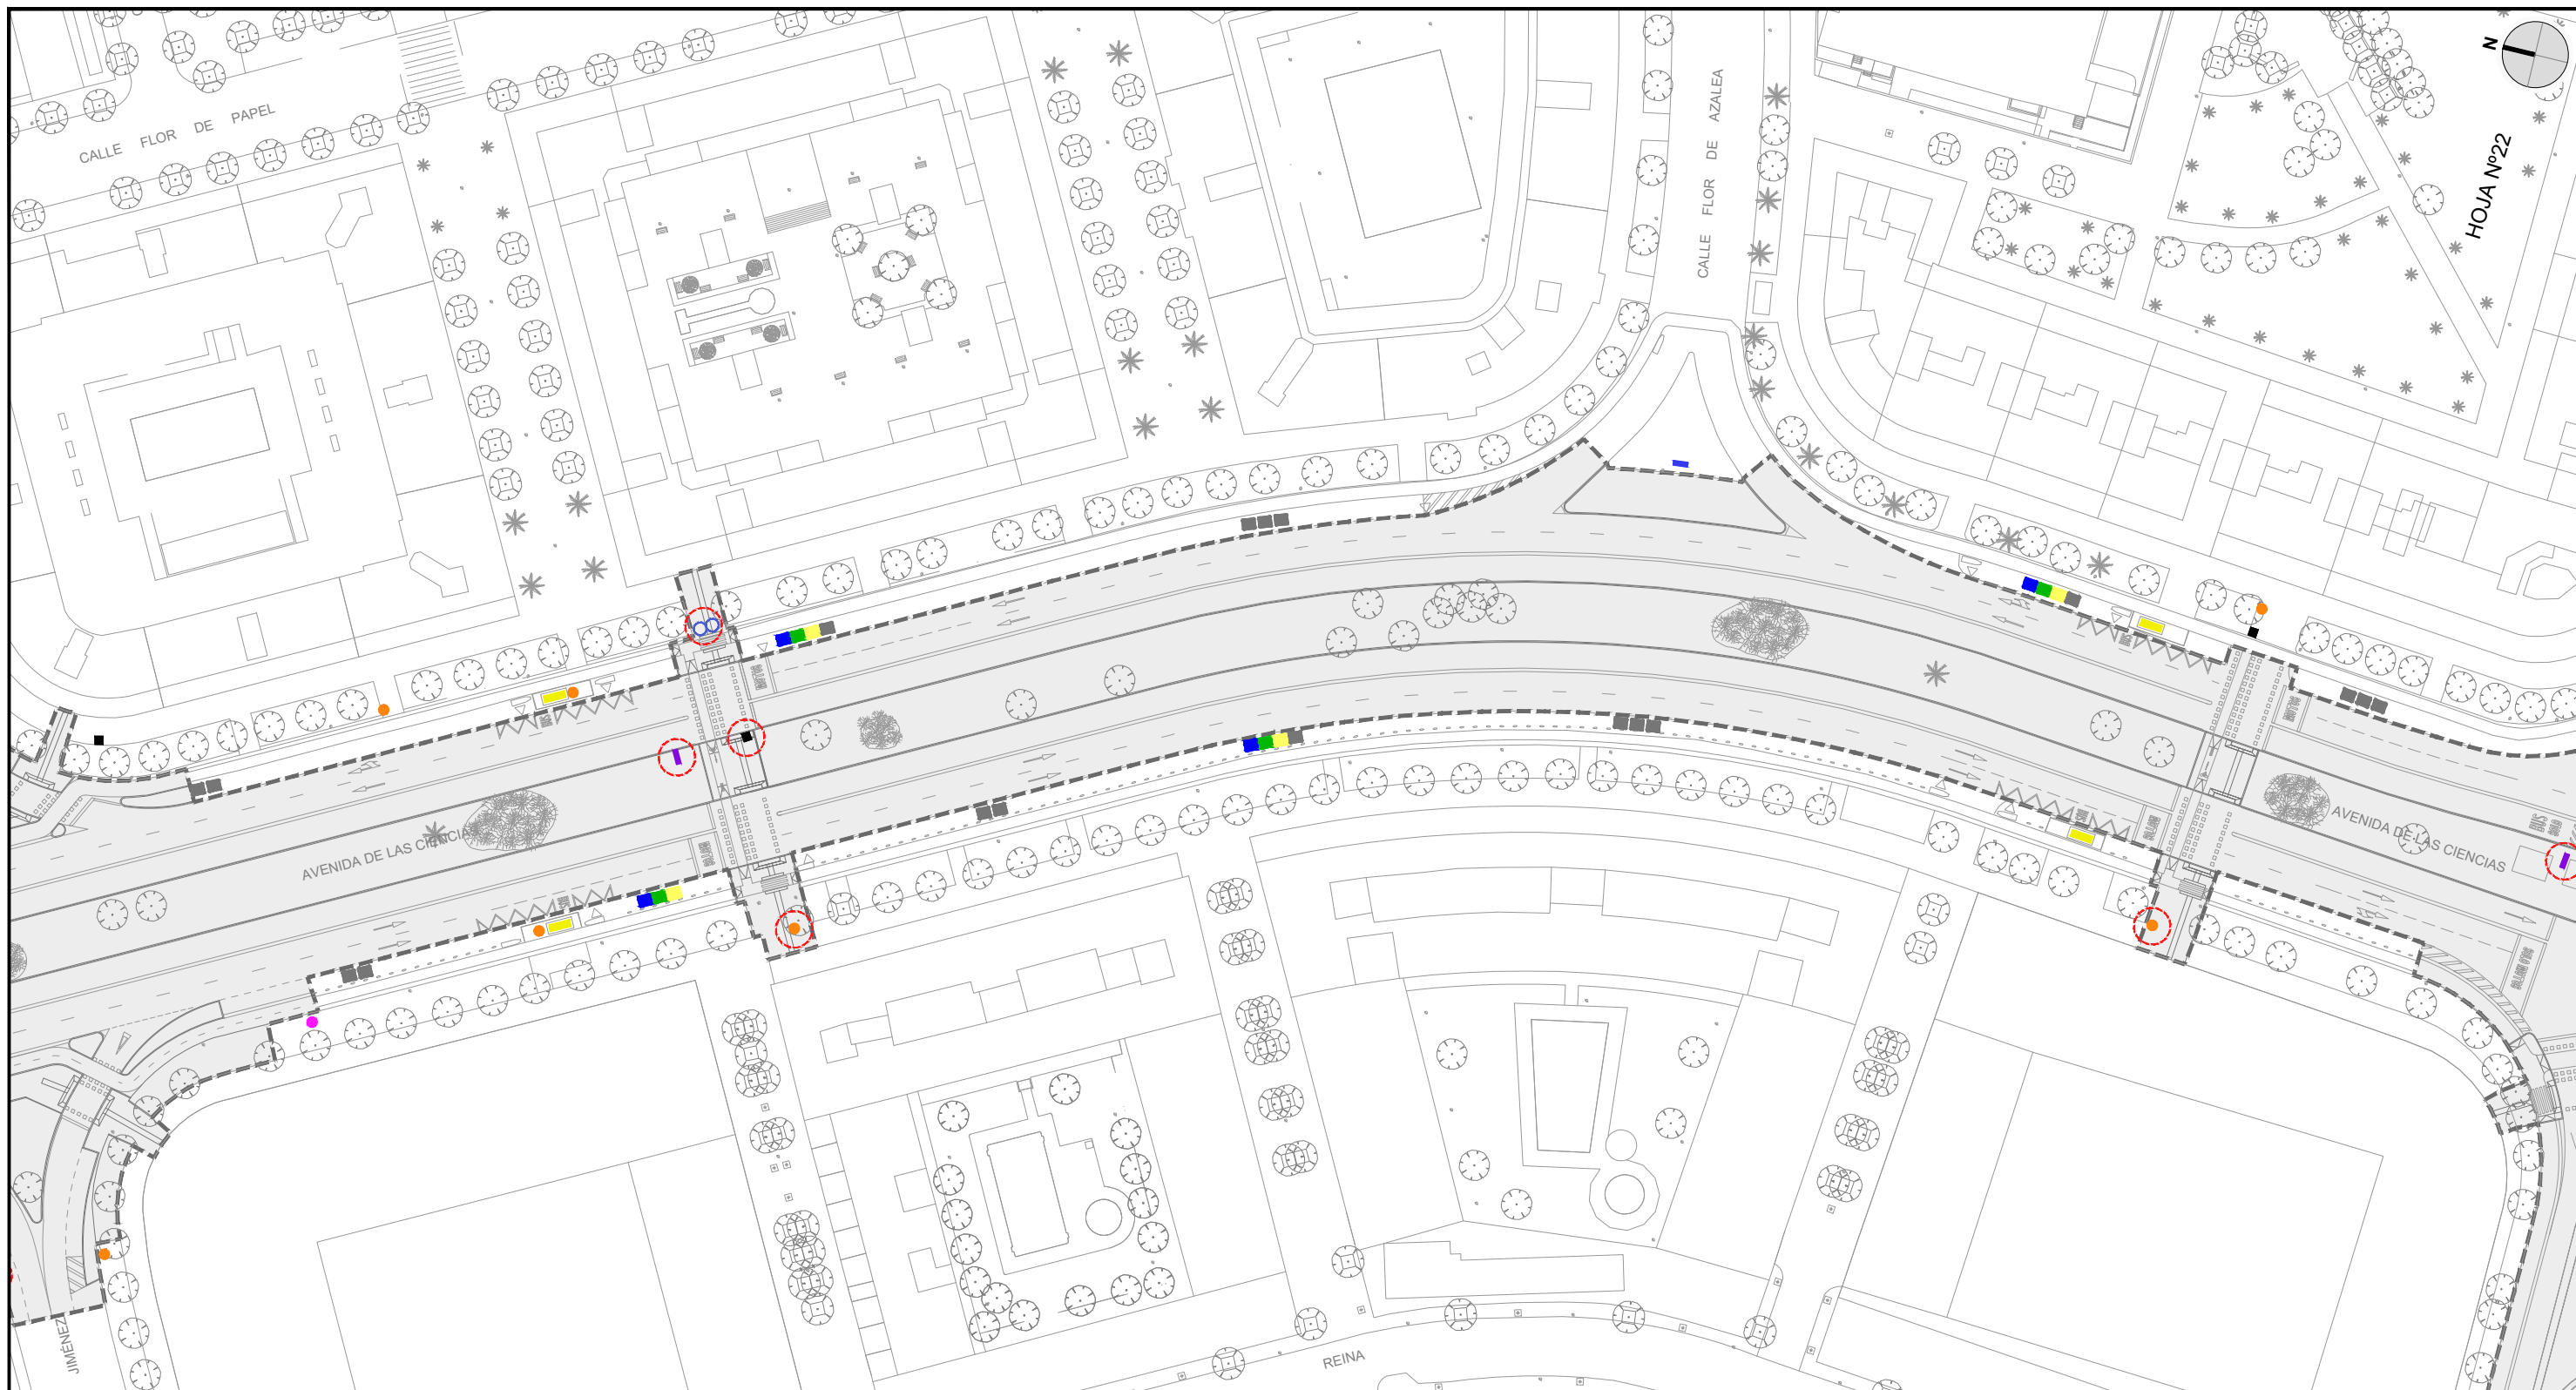 N
CALLE FLOR DE PAPEL
CALLE FLOR DE AZALEA
HOJA Nº22
AVENIDA DE LAS CIENCIAS
AVENIDA DE LAS CIENCIAS
JIMÉNEZ
REINA